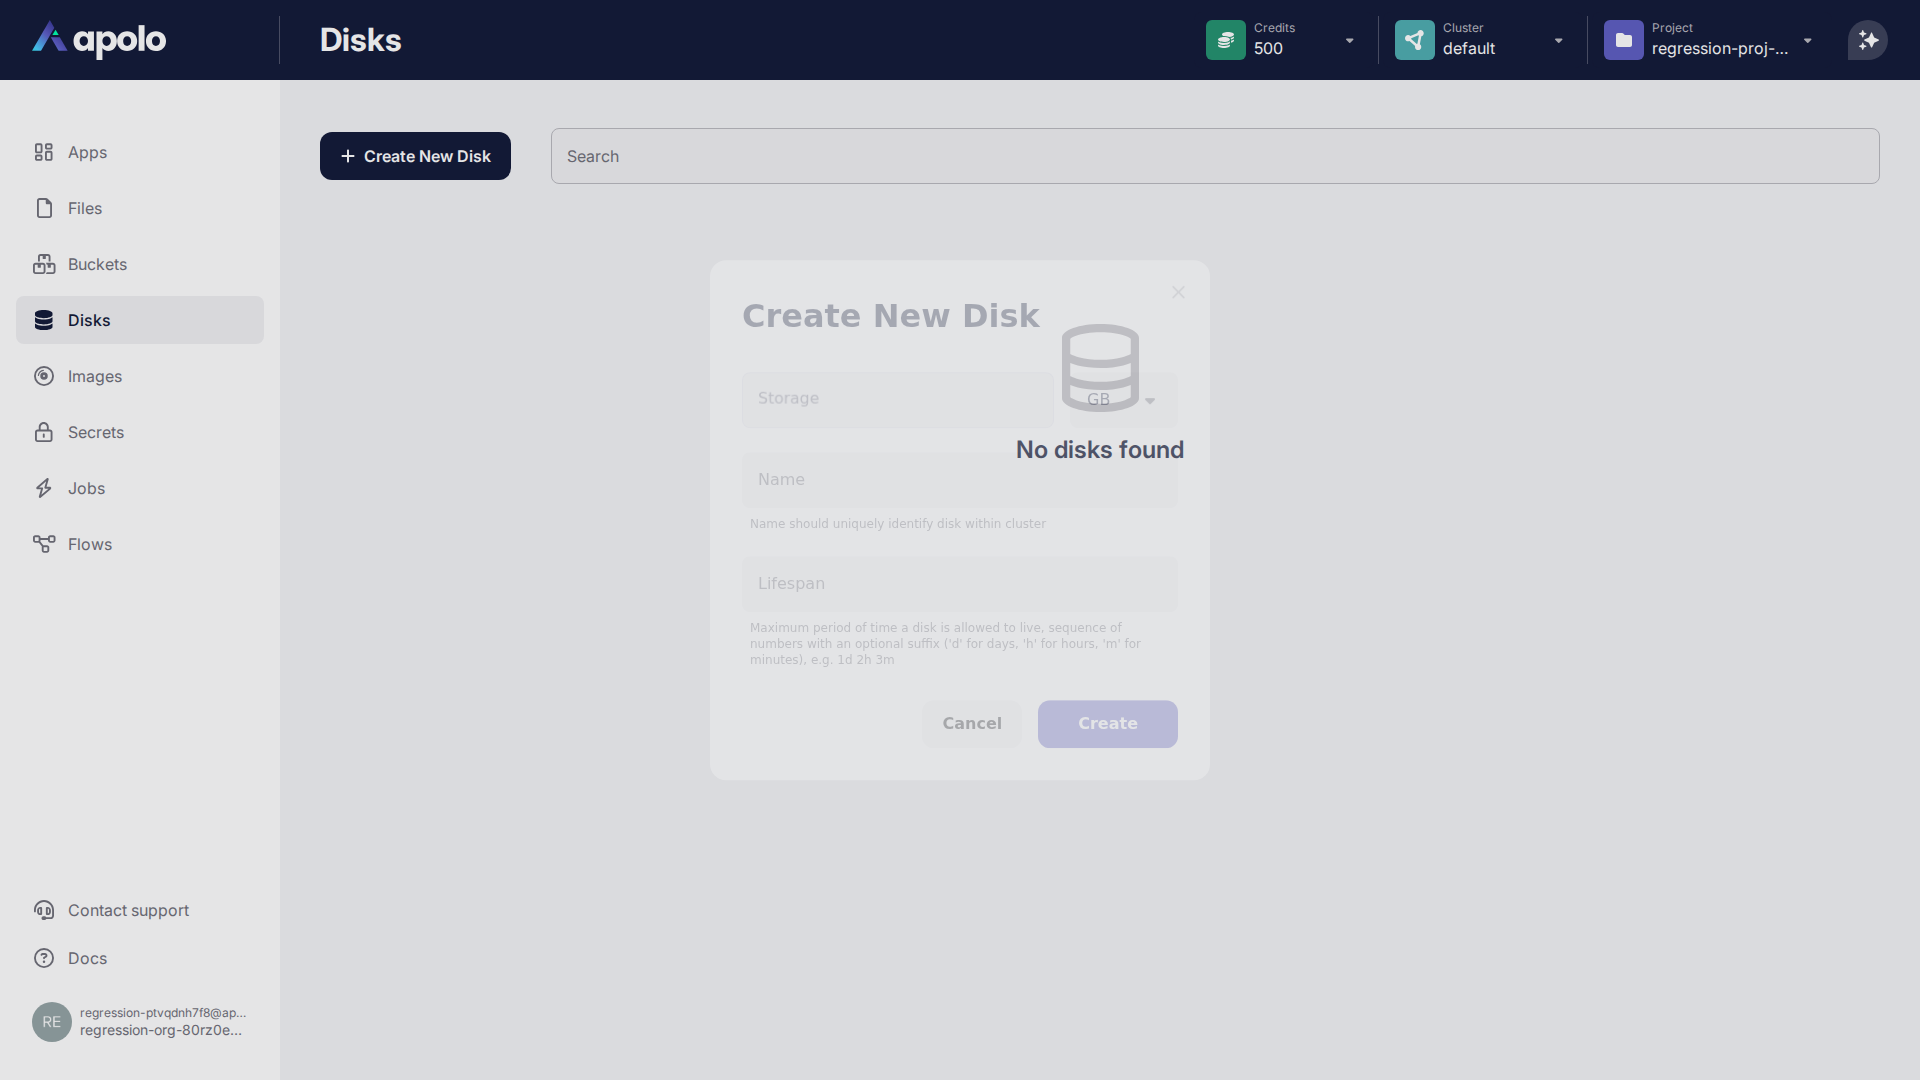 apolo
Disks
Credits
500
Cluster
default
Project
regression-proj-...
Apps
Files
Buckets
Disks
Images
Secrets
Jobs
Flows
Contact support
Docs
RE
regression-ptvqdnh7f8@ap...
regression-org-80rz0e...
Create New Disk
Search
Create New Disk
Storage
GB
No disks found
Name
Name should uniquely identify disk within cluster
Lifespan
Maximum period of time a disk is allowed to live, sequence of
numbers with an optional suffix ('d' for days, 'h' for hours, 'm' for
minutes), e.g. 1d 2h 3m
Cancel
Create